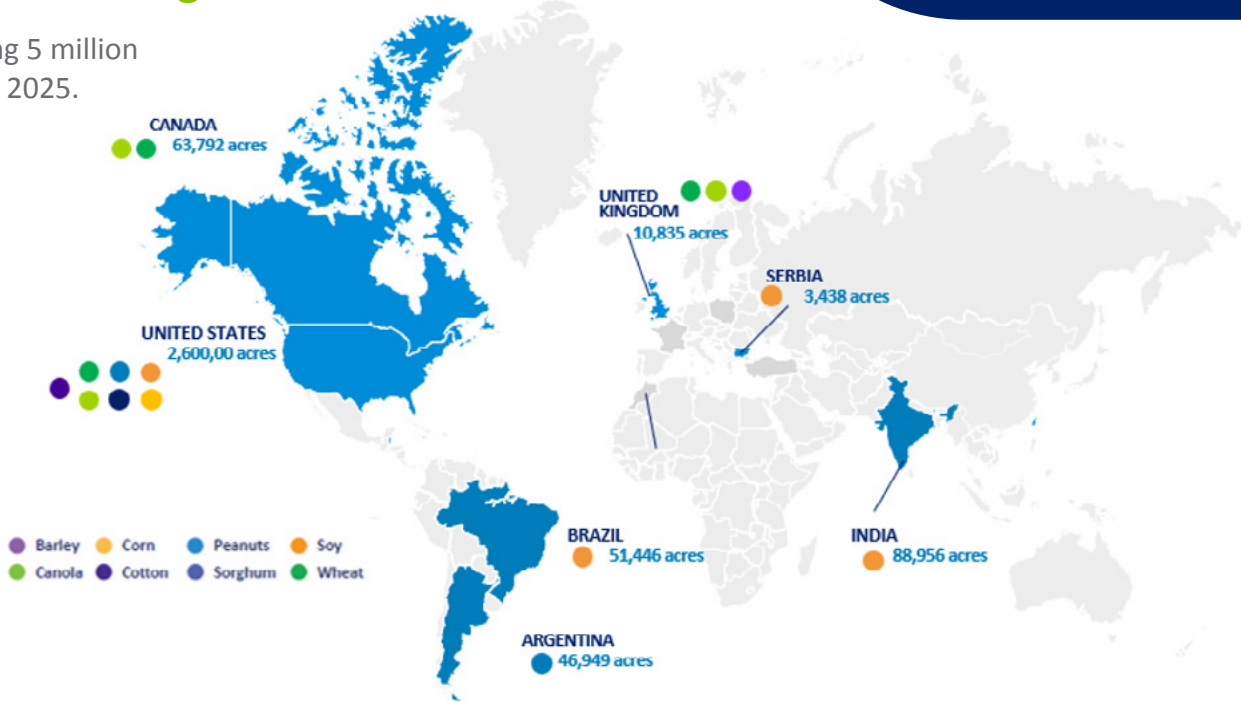 ng 5 million
2025.
CANADA
63,792 acres
UNITED
KINGDOM
10,835 acres
SERBIA
3,438 acres
UNITED STATES
2,600,00 acres
BRAZIL
51,446 acres
INDIA
88,956 acres
Barley Corn Peanuts Soy
Canola Cotton Sorghum Wheat
ARGENTINA
46,949 acres